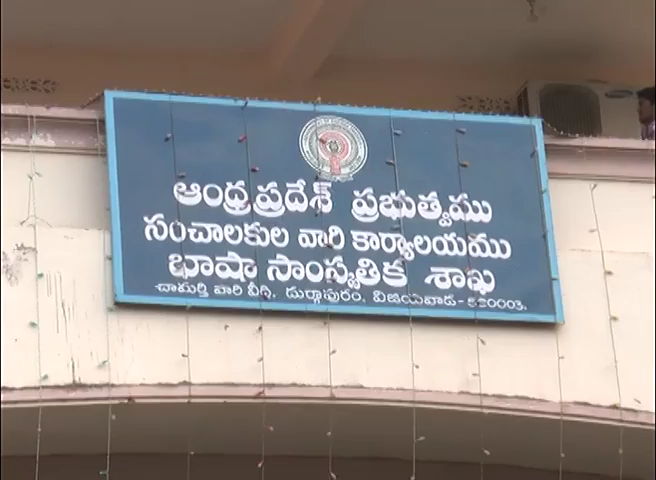 ఆంధ్రప్రదేశ్ ప్రభుత్వము
సంచాలకుల వారి కార్యాలయము
భాషా సాంస్కృతిక శాఖ
వారి వీధి, దుర్గాపురం, విజయవాడ-520003.